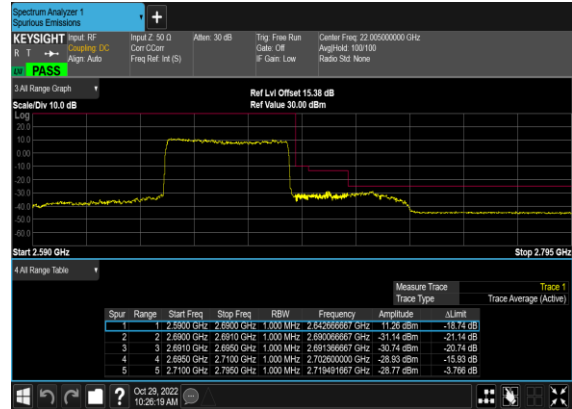 Spectrum Analyzer 1
Spurious Emissions
+
KEYSIGHT Input: RF Input Z: 50 Ω Atten: 30 dB Trig: Free Run Center Freq: 22.005000000 GHz
R T Coupling: DC Corr CCorr Gate: Off Avg|Hold: 100/100
Align: Auto Freq Ref: Int (S) IF Gain: Low Radio Std: None
PASS
3 All Range Graph
Ref Lvl Offset 15.38 dB
Scale/Div 10.0 dB Ref Value 30.00 dBm
Log
20.0
10.0
0.00
-10.0
-20.0
-30.0
-40.0
-50.0
-60.0
Start 2.590 GHz Stop 2.795 GHz
4 All Range Table
Measure Trace Trace 1
Trace Type Trace Average (Active)
Spur Range Start Freq Stop Freq RBW Frequency Amplitude ΔLimit
1 1 2.5900 GHz 2.6900 GHz 1.000 MHz 2.642666667 GHz 11.26 dBm -18.74 dB
2 2 2.6900 GHz 2.6910 GHz 1.000 MHz 2.690066667 GHz -31.14 dBm -21.14 dB
3 3 2.6910 GHz 2.6950 GHz 1.000 MHz 2.691366667 GHz -30.74 dBm -20.74 dB
4 4 2.6950 GHz 2.7100 GHz 1.000 MHz 2.702600000 GHz -28.93 dBm -15.93 dB
5 5 2.7100 GHz 2.7950 GHz 1.000 MHz 2.719491667 GHz -28.77 dBm -3.766 dB
? Oct 29, 2022
10:26:19 AM